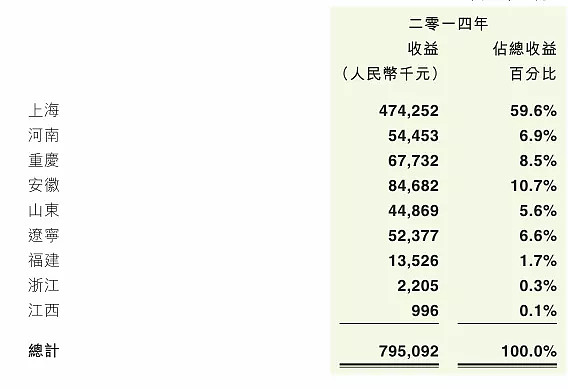 二零一四年
收益 佔總收益
（人民幣千元） 百分比
上海 474,252 59.6%
河南 54,453 6.9%
重慶 67,732 8.5%
安徽 84,682 10.7%
山東 44,869 5.6%
遼寧 52,377 6.6%
福建 13,526 1.7%
浙江 2,205 0.3%
江西 996 0.1%
總計 795,092 100.0%